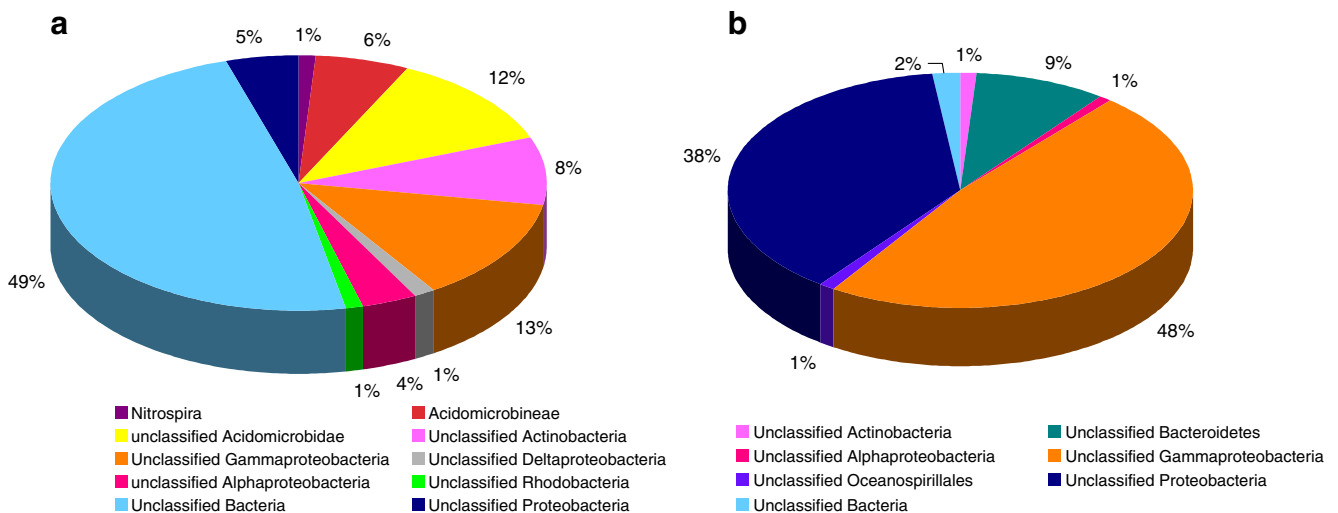 a
5%
1%
6%
12%
8%
13%
1%
4%
1%
49%
Nitrospira
Acidomicrobineae
unclassified Acidomicrobidae
Unclassified Actinobacteria
Unclassified Gammaproteobacteria
Unclassified Deltaproteobacteria
unclassified Alphaproteobacteria
Unclassified Rhodobacteria
Unclassified Bacteria
Unclassified Proteobacteria
b
2%
1%
9%
1%
38%
48%
1%
Unclassified Actinobacteria
Unclassified Bacteroidetes
Unclassified Alphaproteobacteria
Unclassified Gammaproteobacteria
Unclassified Oceanospirillales
Unclassified Proteobacteria
Unclassified Bacteria